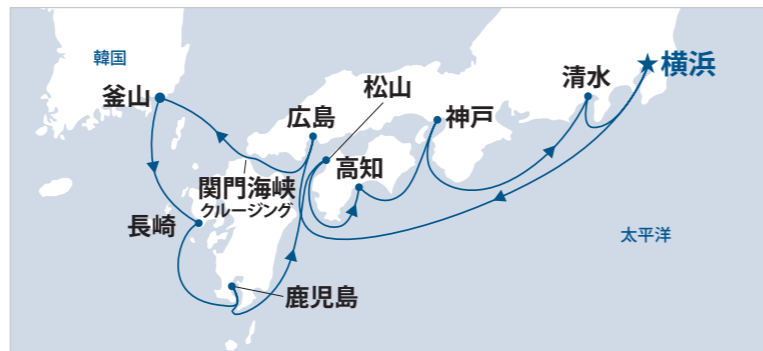 韓国
釜山
松山
広島
神戸
清水
★横浜
高知
関門海峡
クルージング
長崎
太平洋
鹿児島